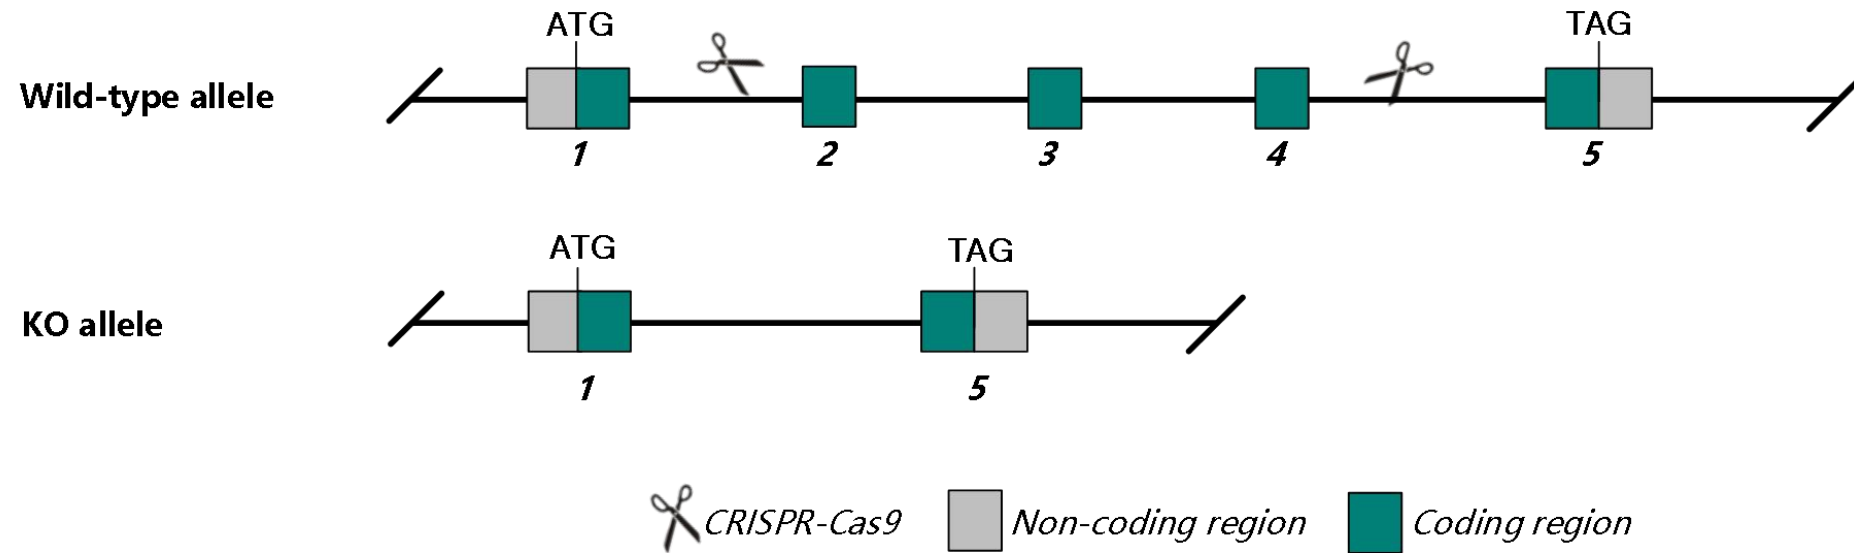 ATG
TAG
Wild-type allele
1
2
3
4
5
ATG
TAG
KO allele
1
5
CRISPR-Cas9
Non-coding region
Coding region